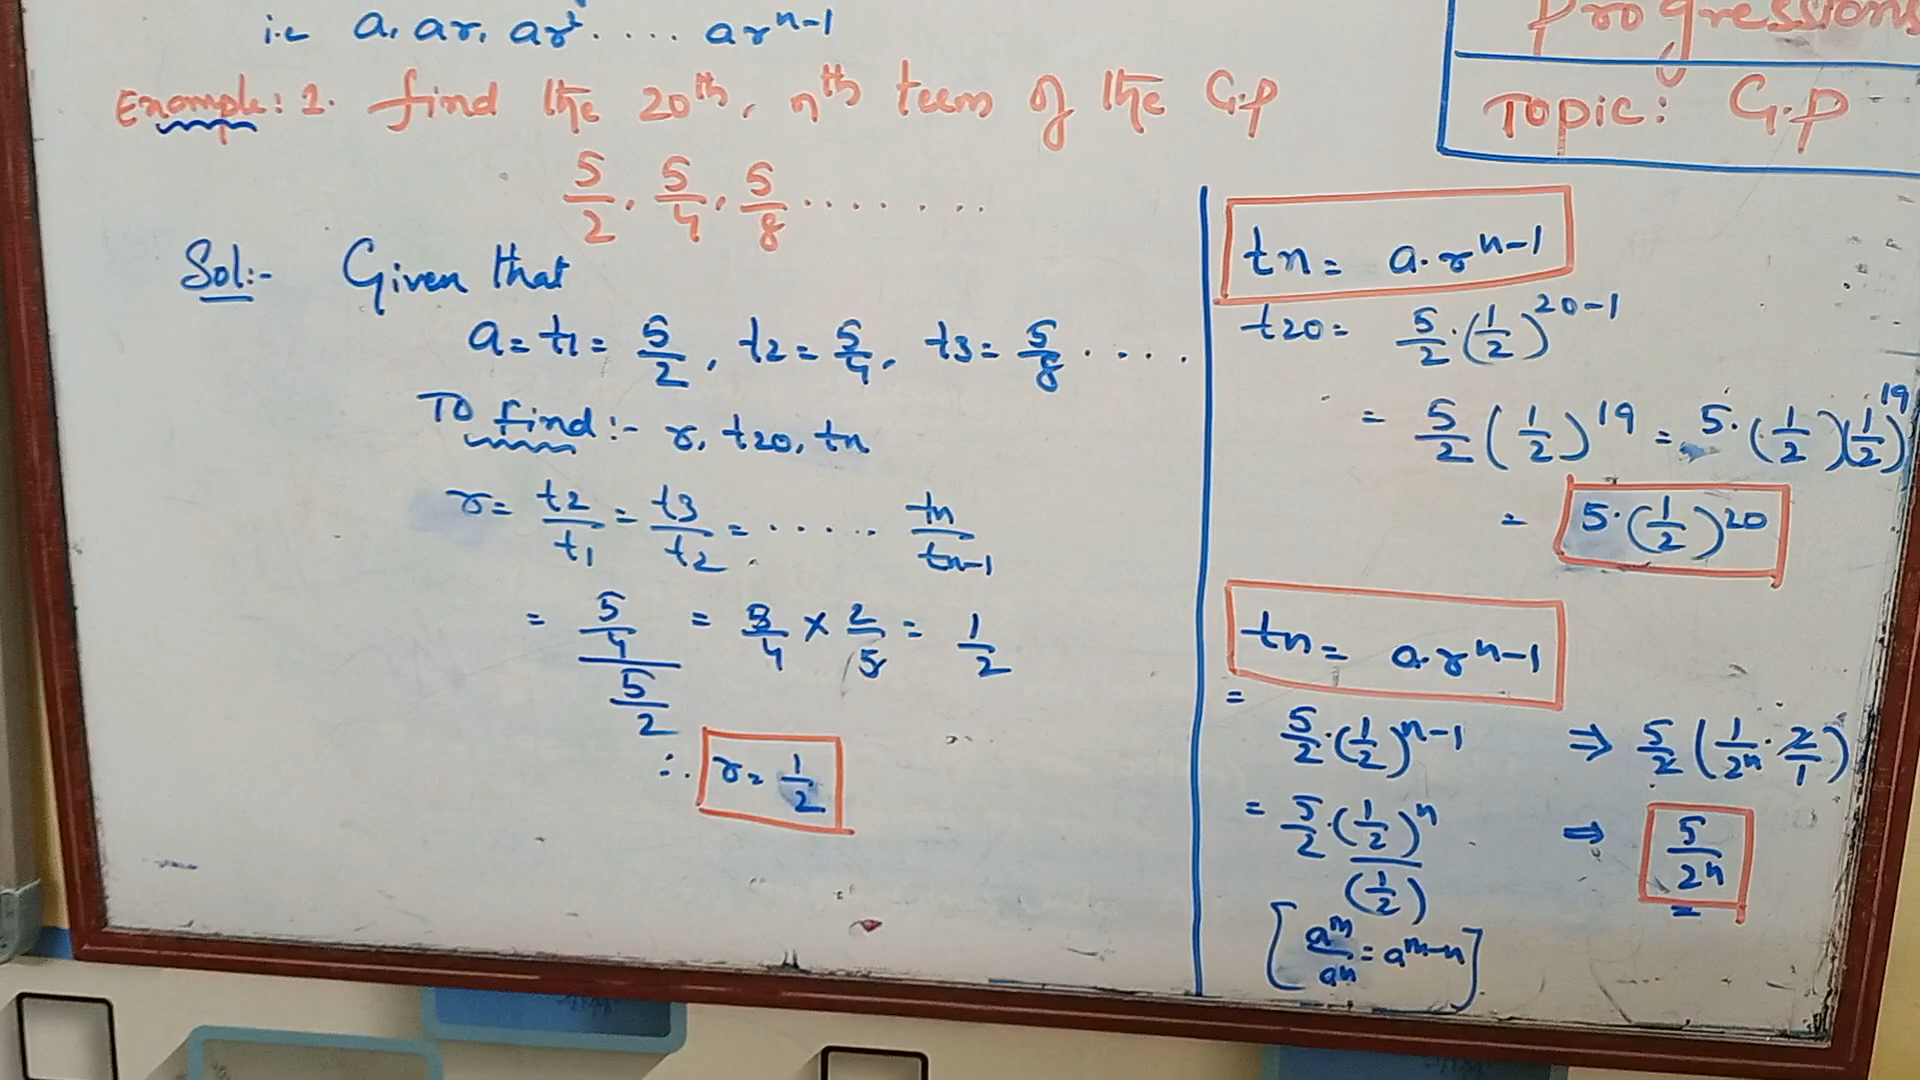 i.e a, ar, ar² ..... ar^(n-1)
Progressions
Topic: G.P
Example: 1. find the 20th, nth term of the G.P
5/2, 5/4, 5/8 ........
Sol:- Given that
a = t1 = 5/2, t2 = 5/4, t3 = 5/8 ....
To find:- r, t20, tn
r = t2/t1 = t3/t2 = ...... tn/tn-1
= (5/4)/(5/2) = 5/4 × 2/5 = 1/2
∴ r = 1/2
tn = a·r^(n-1)
t20 = 5/2·(1/2)^(20-1)
= 5/2 (1/2)^19 = 5·(1/2)(1/2)^19
= 5·(1/2)^20
tn = a·r^(n-1)
= 5/2·(1/2)^(n-1) ⇒ 5/2 (1/2^n · 2/1)
= 5/2·(1/2)^n/(1/2) ⇒ 5/2^n
[a^m/a^n = a^(m-n)]